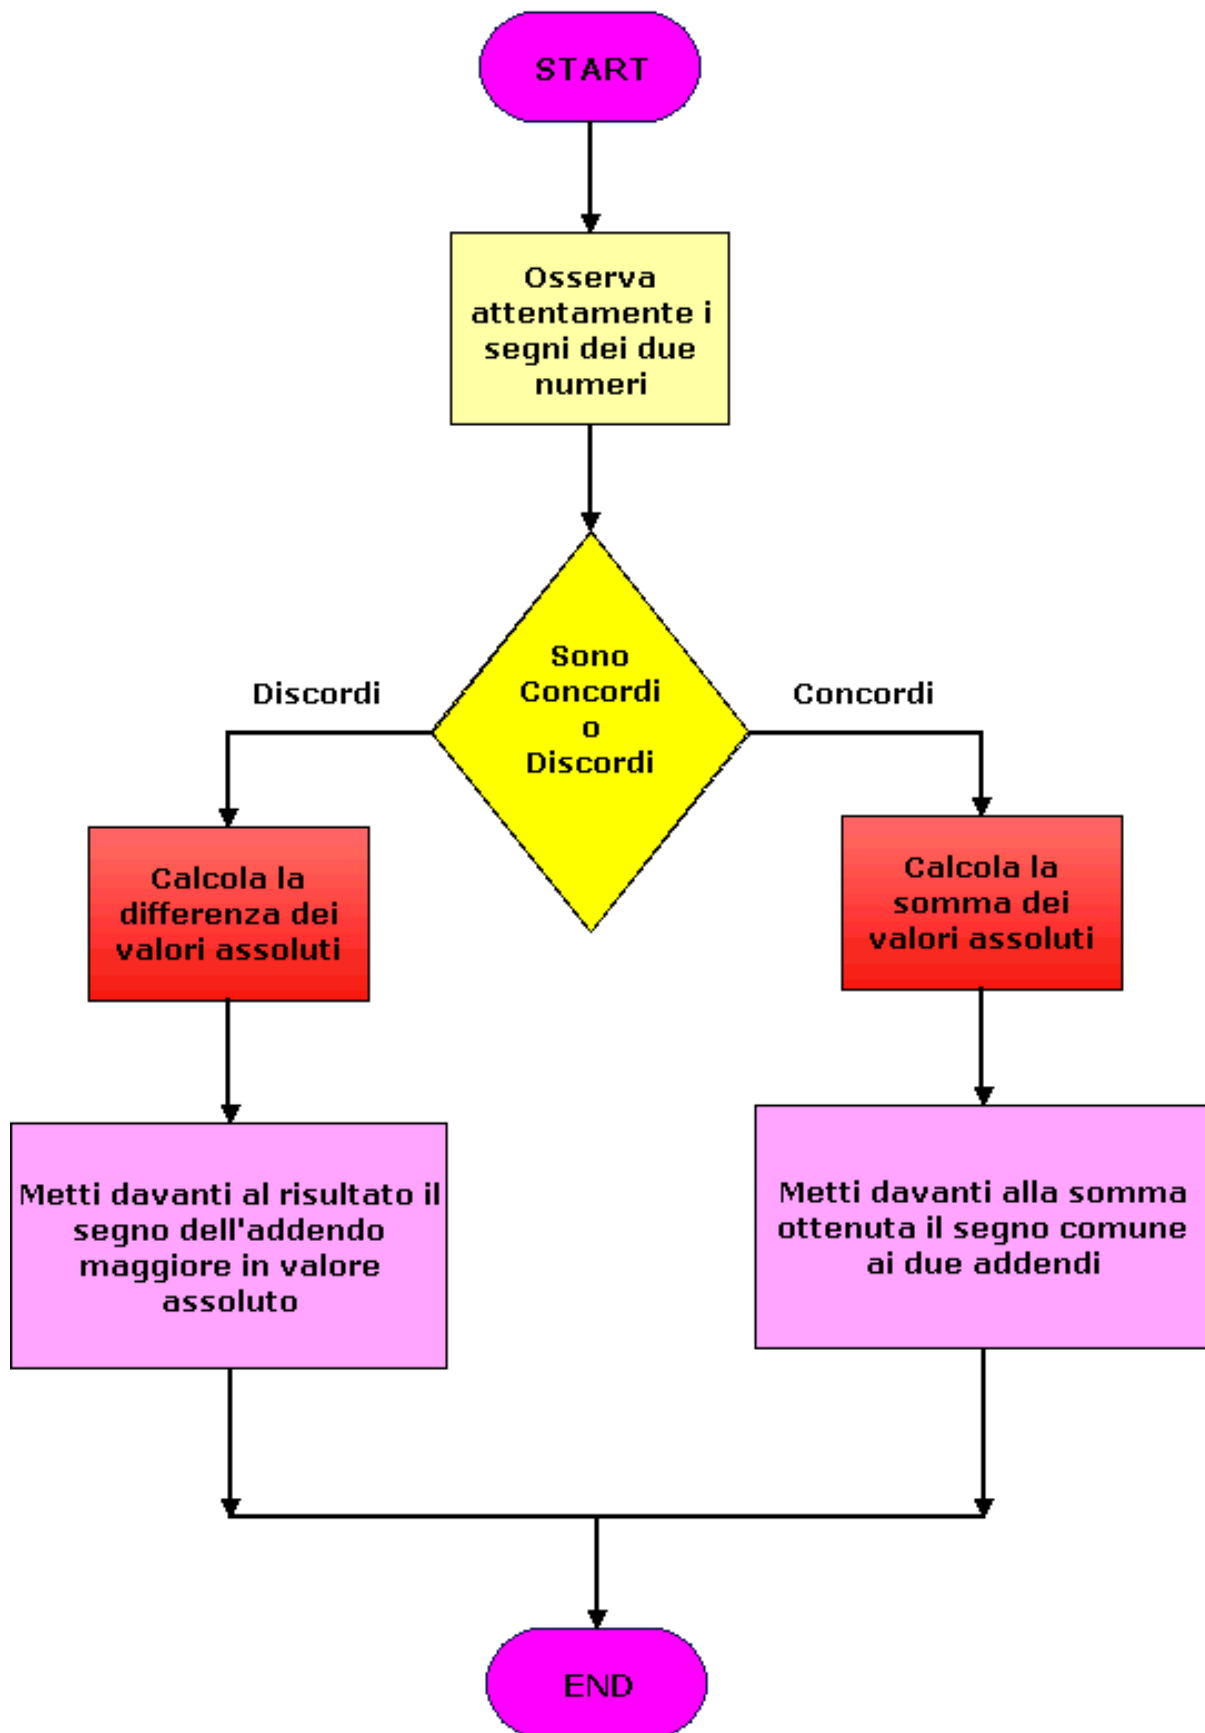 START
Osserva
attentamente i
segni dei due
numeri
Sono
Concordi
o
Discordi
Discordi
Concordi
Calcola la
differenza dei
valori assoluti
Calcola la
somma dei
valori assoluti
Metti davanti al risultato il
segno dell'addendo
maggiore in valore
assoluto
Metti davanti alla somma
ottenuta il segno comune
ai due addendi
END